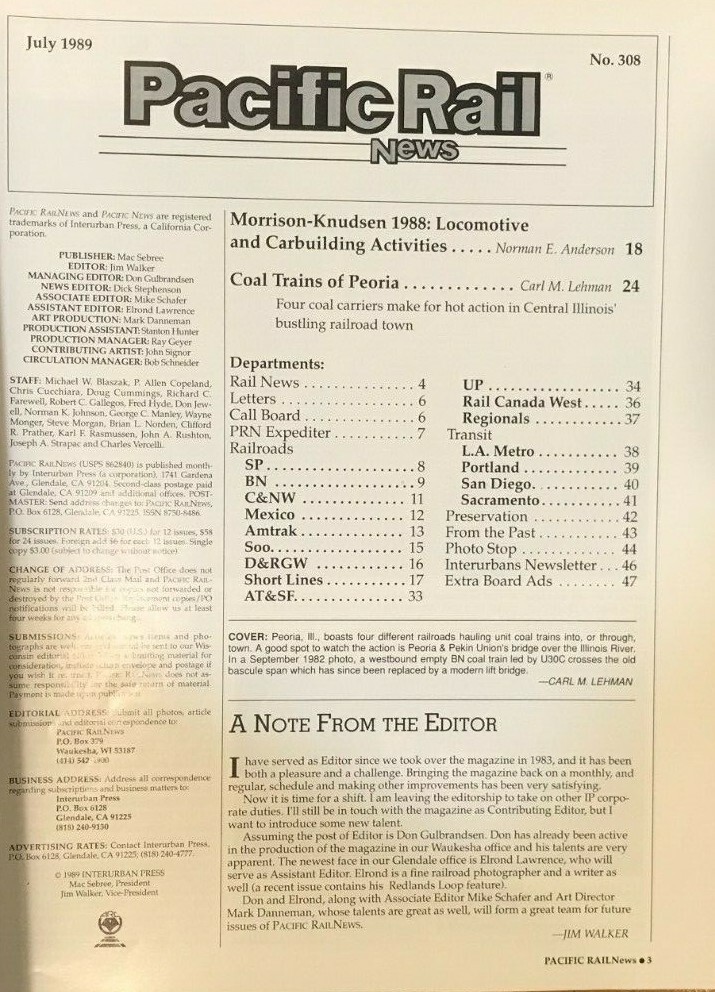 July 1989
No. 308
Pacific Rail®
News
PACIFIC RAILNEWS and PACIFIC NEWS are registered
trademarks of Interurban Press, a California Cor-
poration.
PUBLISHER: Mac Sebree
EDITOR: Jim Walker
MANAGING EDITOR: Don Gulbrandsen
NEWS EDITOR: Dick Stephenson
ASSOCIATE EDITOR: Mike Schafer
ASSISTANT EDITOR: Elrond Lawrence
ART PRODUCTION: Mark Danneman
PRODUCTION ASSISTANT: Stanton Hunter
PRODUCTION MANAGER: Ray Geyer
CONTRIBUTING ARTIST: John Signor
CIRCULATION MANAGER: Bob Schneider
STAFF: Michael W. Blaszak, P. Allen Copeland,
Chris Cucchiara, Doug Cummings, Richard C.
Farewell, Robert C. Gallegos, Fred Hyde, Don Jew-
ell, Norman K. Johnson, George C. Manley, Wayne
Monger, Steve Morgan, Brian L. Norden, Clifford
R. Prather, Karl F. Rasmussen, John A. Rushton,
Joseph A. Strapac and Charles Vercelli.
PACIFIC RAILNEWS (USPS 862840) is published month-
ly by Interurban Press (a corporation), 1741 Gardena
Ave., Glendale, CA 91204. Second-class postage paid
at Glendale, CA 91209 and additional offices. POST-
MASTER: Send address changes to: PACIFIC RAILNEWS,
P.O. Box 6128, Glendale, CA 91225. ISSN 8750-8486.
SUBSCRIPTION RATES: $30 (U.S.) for 12 issues, $58
for 24 issues. Foreign add $6 for each 12 issues. Single
copy $3.00 (subject to change without notice)
CHANGE OF ADDRESS: The Post Office does not
regularly forward 2nd Class Mail and PACIFIC RAIL-
NEWS is not responsible for copies not forwarded or
destroyed by the Post Office. Replacement copies/PO
notifications will be billed. Please allow us at least
four weeks for any
SUBMISSIONS: items and pho-
tographs are sent to our Wis-
consin editorial submitting material for
consideration, envelope and postage if
you wish it RAILNEWS does not as-
sume responsibility for the safe return of material.
Payment is made upon
EDITORIAL ADDRESS: Submit all photos, article
submissions and editorial correspondence to:
PACIFIC RAILNEWS
P.O. Box 379
Waukesha, WI 53187
(414) 542
BUSINESS ADDRESS: Address all correspondence
regarding subscriptions and business matters to:
Interurban Press
P.O. Box 6128
Glendale, CA 91225
(818) 240-9130
ADVERTISING RATES: Contact Interurban Press,
P.O. Box 6128, Glendale, CA 91225; (818) 240-4777.
© 1989 INTERURBAN PRESS
Mac Sebree, President
Jim Walker, Vice-President
Morrison-Knudsen 1988: Locomotive
and Carbuilding Activities ..... Norman E. Anderson 18
Coal Trains of Peoria ............. Carl M. Lehman 24
Four coal carriers make for hot action in Central Illinois'
bustling railroad town
Departments:
Rail News .............. 4
Letters ................. 6
Call Board .............. 6
PRN Expediter .......... 7
Railroads
SP ................... 8
BN ................... 9
C&NW ............. 11
Mexico ............. 12
Amtrak ............. 13
Soo................. 15
D&RGW ............ 16
Short Lines ......... 17
AT&SF.............. 33
UP ................. 34
Rail Canada West..... 36
Regionals ........... 37
Transit
L.A. Metro .......... 38
Portland ............ 39
San Diego........... 40
Sacramento.......... 41
Preservation ........... 42
From the Past .......... 43
Photo Stop ............. 44
Interurbans Newsletter ... 46
Extra Board Ads ........ 47
COVER: Peoria, Ill., boasts four different railroads hauling unit coal trains into, or through,
town. A good spot to watch the action is Peoria & Pekin Union's bridge over the Illinois River.
In a September 1982 photo, a westbound empty BN coal train led by U30C crosses the old
bascule span which has since been replaced by a modern lift bridge.
—CARL M. LEHMAN
A NOTE FROM THE EDITOR
I have served as Editor since we took over the magazine in 1983, and it has been
both a pleasure and a challenge. Bringing the magazine back on a monthly, and
regular, schedule and making other improvements has been very satisfying.
Now it is time for a shift. I am leaving the editorship to take on other IP corpo-
rate duties. I'll still be in touch with the magazine as Contributing Editor, but I
want to introduce some new talent.
Assuming the post of Editor is Don Gulbrandsen. Don has already been active
in the production of the magazine in our Waukesha office and his talents are very
apparent. The newest face in our Glendale office is Elrond Lawrence, who will
serve as Assistant Editor. Elrond is a fine railroad photographer and a writer as
well (a recent issue contains his Redlands Loop feature).
Don and Elrond, along with Associate Editor Mike Schafer and Art Director
Mark Danneman, whose talents are great as well, will form a great team for future
issues of PACIFIC RAILNEWS.
—JIM WALKER
PACIFIC RAILNews ● 3